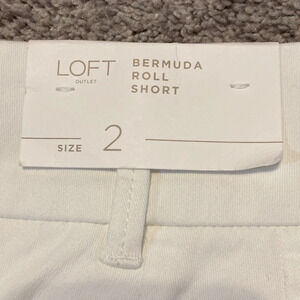 LOFT
OUTLET
BERMUDA
ROLL
SHORT
SIZE 2